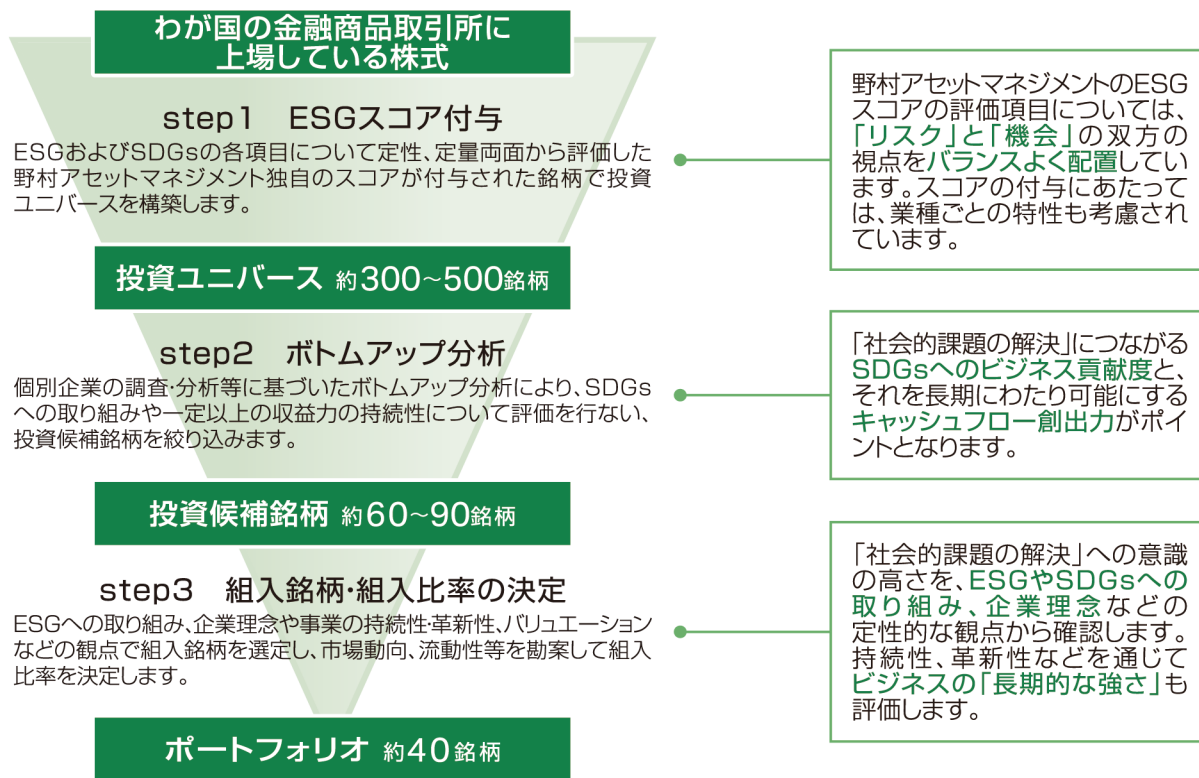 わが国の金融商品取引所に
上場している株式
step1　ESGスコア付与
ESGおよびSDGsの各項目について定性、定量両面から評価した
野村アセットマネジメント独自のスコアが付与された銘柄で投資
ユニバースを構築します。
野村アセットマネジメントのESG
スコアの評価項目については、
「リスク」と「機会」の双方の
視点をバランスよく配置してい
ます。スコアの付与にあたって
は、業種ごとの特性も考慮され
ています。
投資ユニバース 約300～500銘柄
step2　ボトムアップ分析
個別企業の調査・分析等に基づいたボトムアップ分析により、SDGs
への取り組みや一定以上の収益力の持続性について評価を行ない、
投資候補銘柄を絞り込みます。
「社会的課題の解決」につながる
SDGsへのビジネス貢献度と、
それを長期にわたり可能にする
キャッシュフロー創出力がポイ
ントとなります。
投資候補銘柄 約60～90銘柄
step3　組入銘柄・組入比率の決定
ESGへの取り組み、企業理念や事業の持続性・革新性、バリュエーション
などの観点で組入銘柄を選定し、市場動向、流動性等を勘案して組入
比率を決定します。
「社会的課題の解決」への意識
の高さを、ESGやSDGsへの
取り組み、企業理念などの
定性的な観点から確認します。
持続性、革新性などを通じて
ビジネスの「長期的な強さ」も
評価します。
ポートフォリオ 約40銘柄